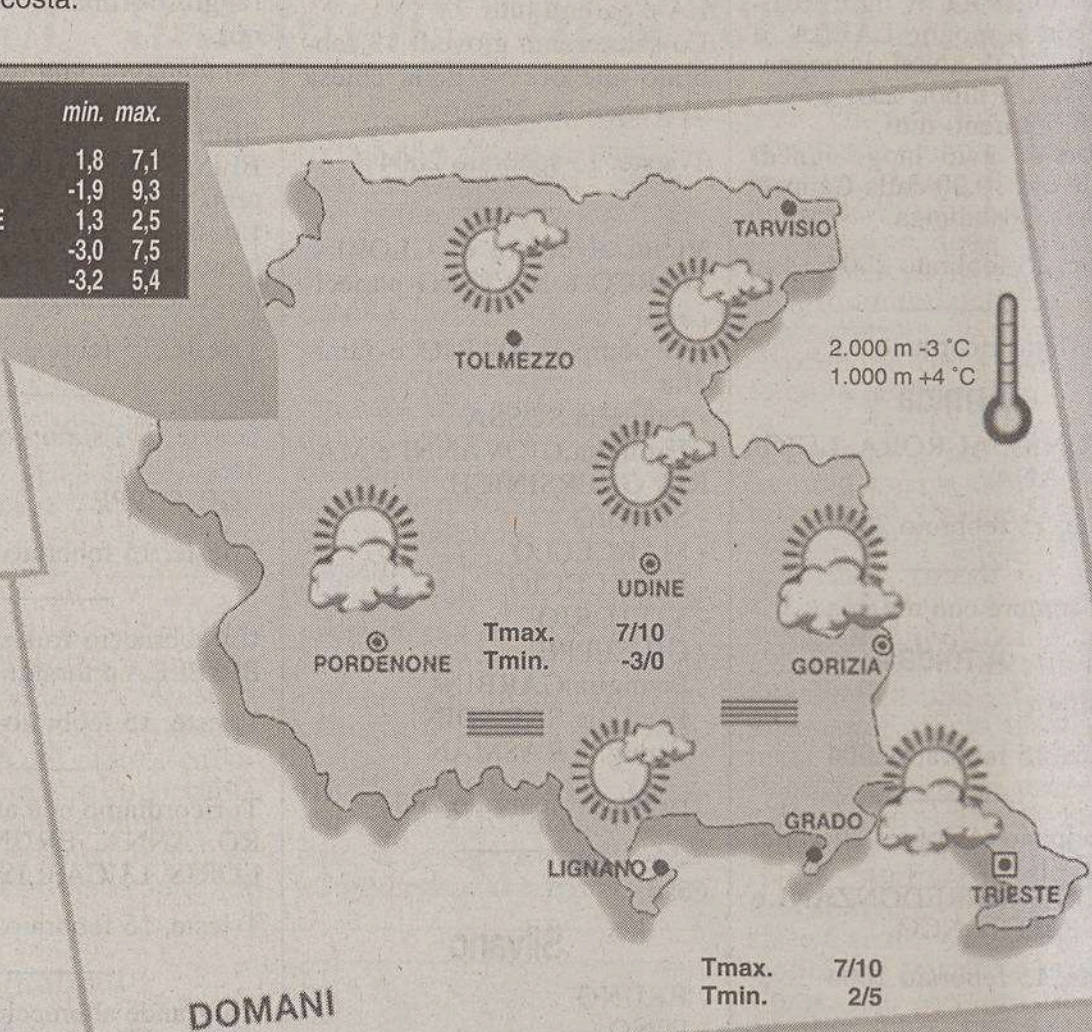 costa.
min. max.
1,8 7,1
-1,9 9,3
E 1,3 2,5
-3,0 7,5
-3,2 5,4
TARVISIO
TOLMEZZO
2.000 m -3 °C
1.000 m +4 °C
UDINE
PORDENONE
Tmax. 7/10
Tmin. -3/0
GORIZIA
GRADO
LIGNANO
TRIESTE
Tmax. 7/10
Tmin. 2/5
DOMANI